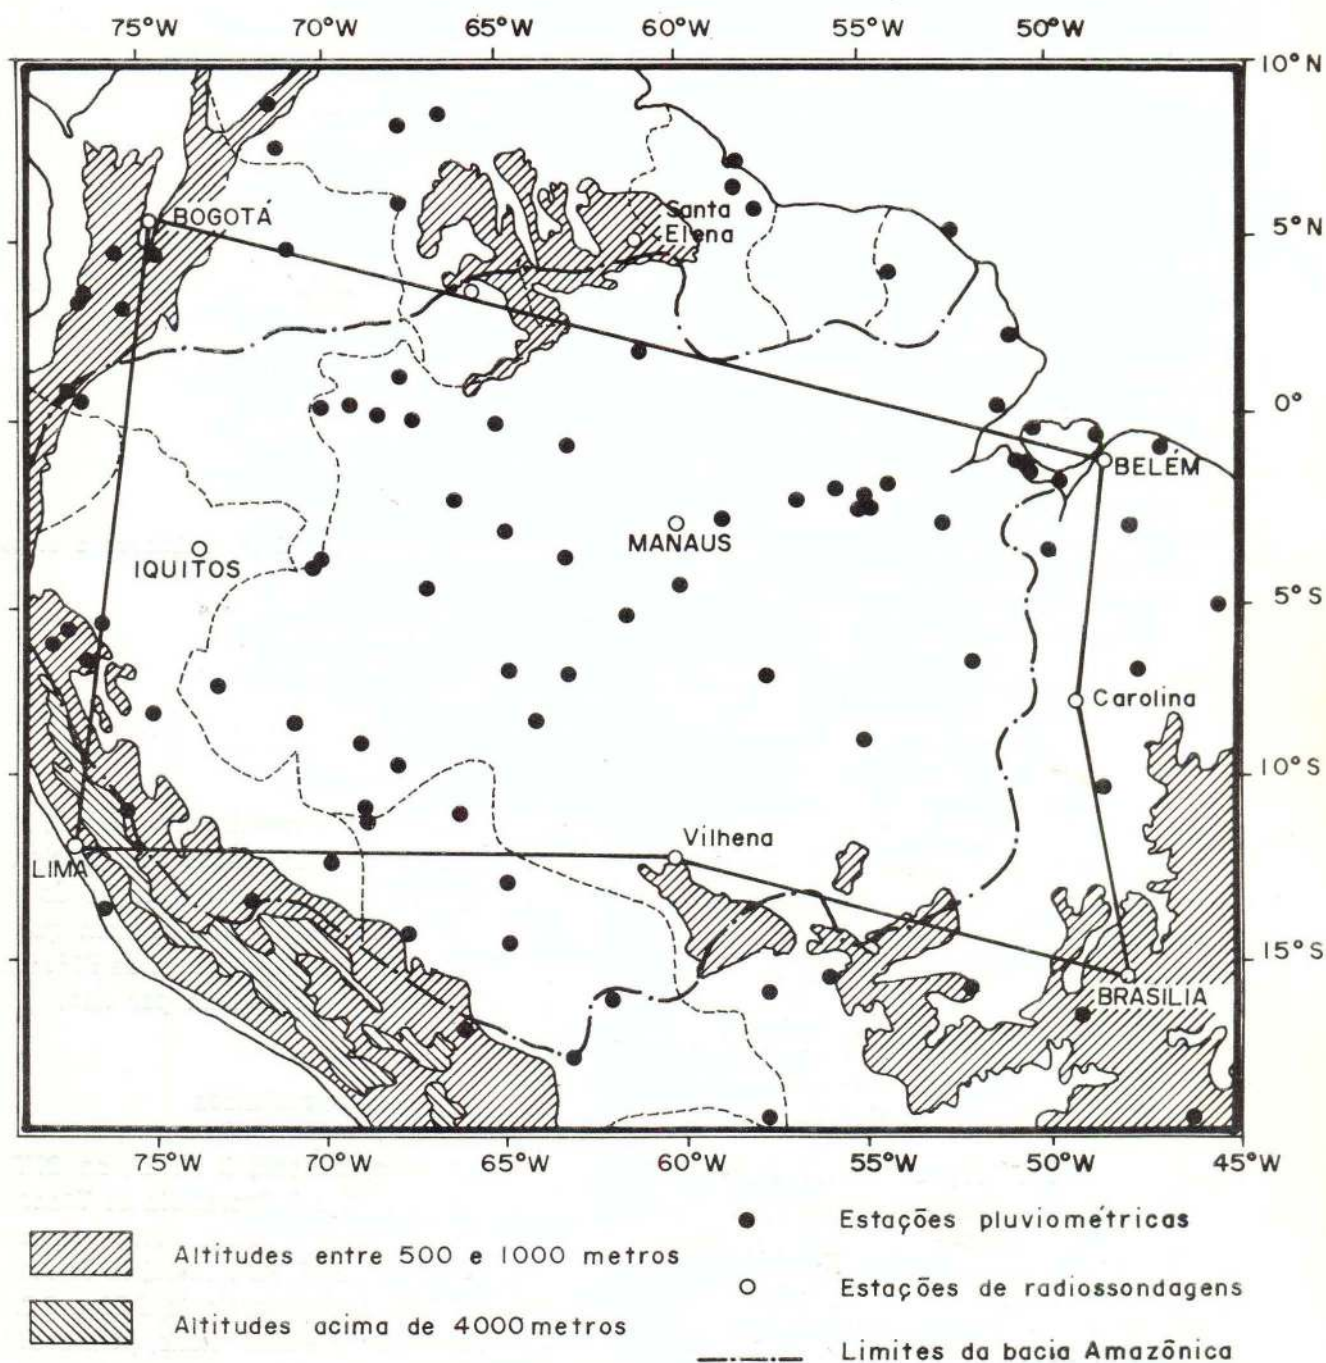 75°W 70°W 65°W 60°W 55°W 50°W
10°N
BOGOTÁ
Santa
Elena
5°N
0°
BELÉM
MANAUS
IQUITOS
5°S
Carolina
10°S
Vilhena
LIMA
15°S
BRASILIA
75°W 70°W 65°W 60°W 55°W 50°W 45°W
Estações pluviométricas
Altitudes entre 500 e 1000 metros
Estações de radiossondagens
Altitudes acima de 4000 metros
Limites da bacia Amazônica